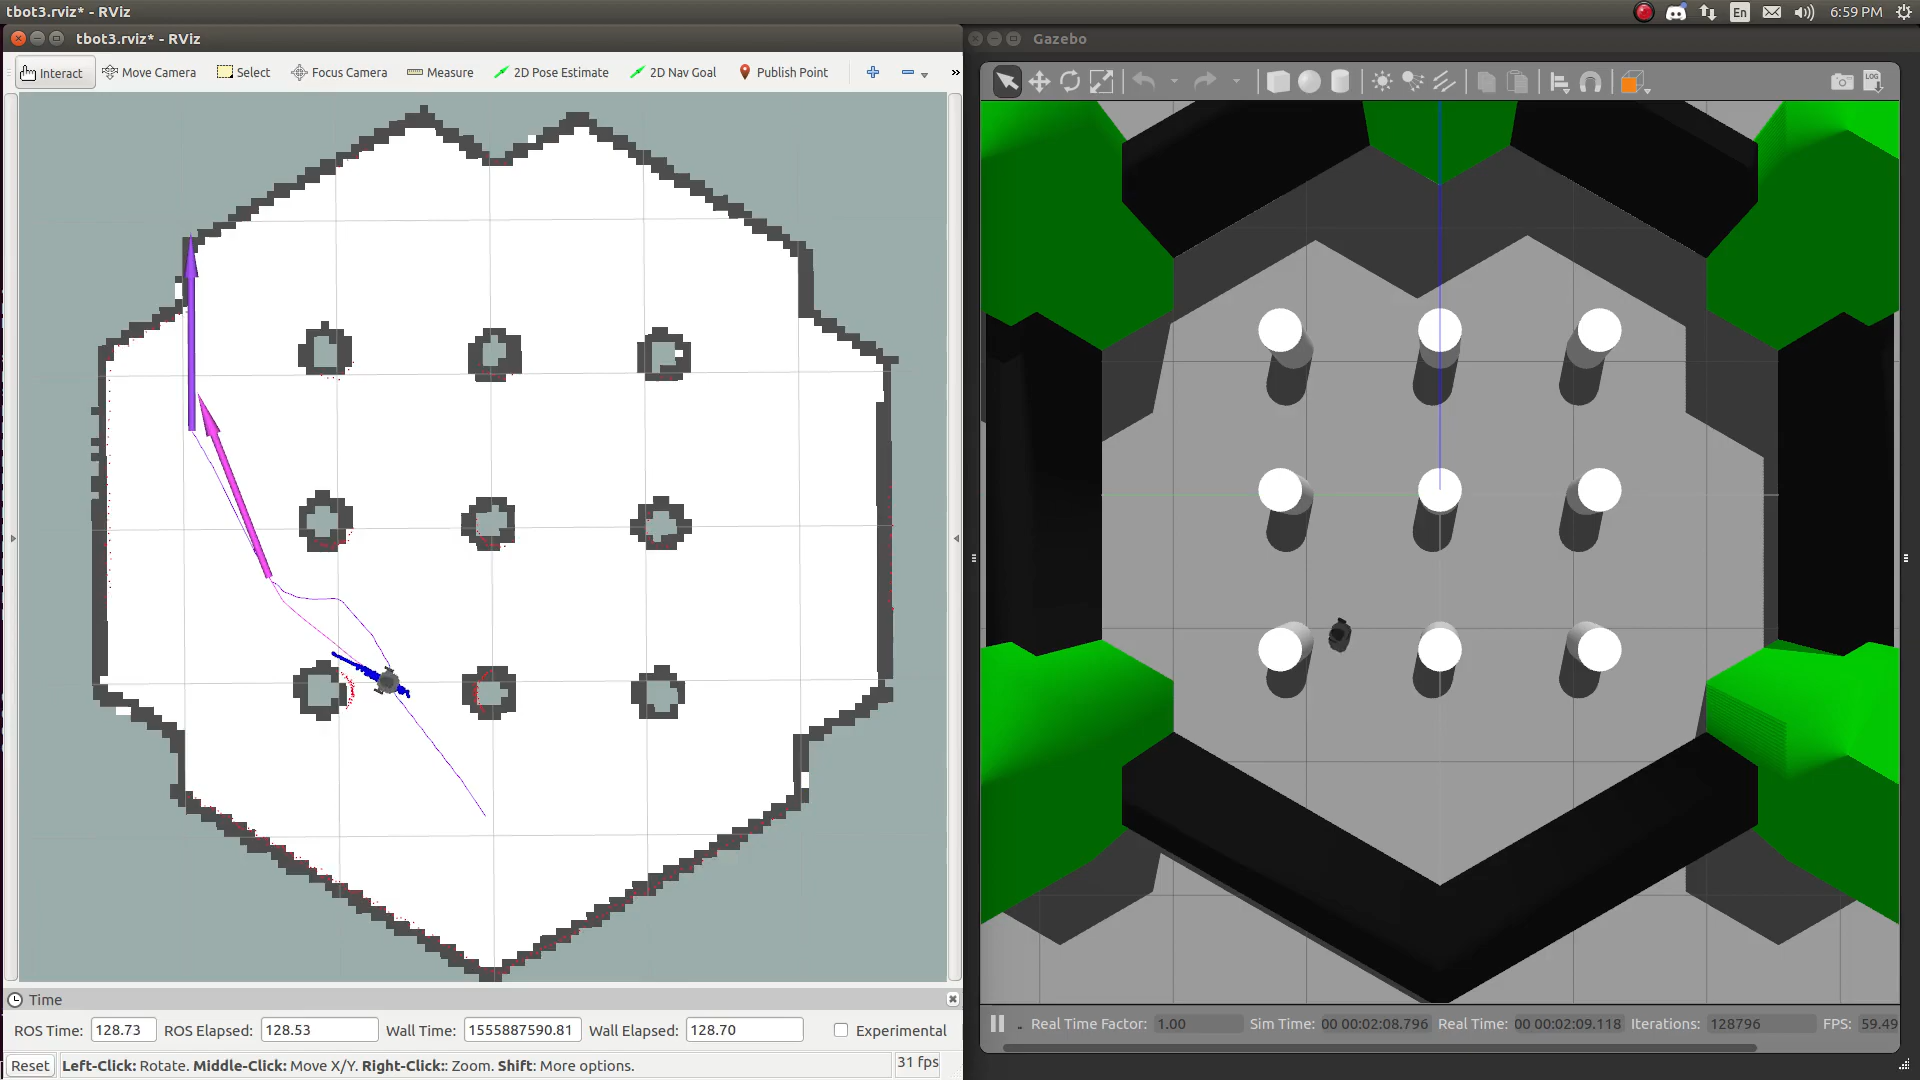 tbot3.rviz* - RViz
En
6:59 PM
tbot3.rviz* - RViz
Interact
Move Camera
Select
Focus Camera
Measure
2D Pose Estimate
2D Nav Goal
Publish Point
»
Time
ROS Time: 128.73 ROS Elapsed: 128.53 Wall Time: 1555887590.81 Wall Elapsed: 128.70 Experimental
Reset Left-Click: Rotate. Middle-Click: Move X/Y. Right-Click:: Zoom. Shift: More options. 31 fps
Gazebo
LOG
Real Time Factor: 1.00 Sim Time: 00 00:02:08.796 Real Time: 00 00:02:09.118 Iterations: 128796 FPS: 59.49